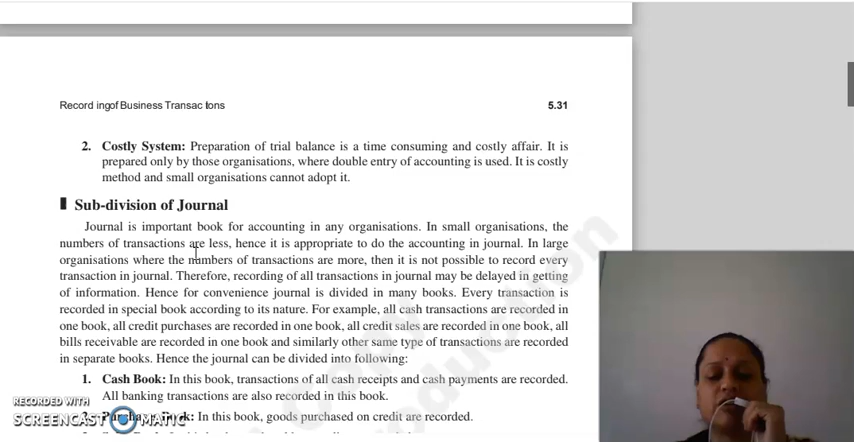 Record ingof Business Transac tions
5.31
2. Costly System: Preparation of trial balance is a time consuming and costly affair. It is
prepared only by those organisations, where double entry of accounting is used. It is costly
method and small organisations cannot adopt it.
Sub-division of Journal
Journal is important book for accounting in any organisations. In small organisations, the
numbers of transactions are less, hence it is appropriate to do the accounting in journal. In large
organisations where the numbers of transactions are more, then it is not possible to record every
transaction in journal. Therefore, recording of all transactions in journal may be delayed in getting
of information. Hence for convenience journal is divided in many books. Every transaction is
recorded in special book according to its nature. For example, all cash transactions are recorded in
one book, all credit purchases are recorded in one book, all credit sales are recorded in one book, all
bills receivable are recorded in one book and similarly other same type of transactions are recorded
in separate books. Hence the journal can be divided into following:
1. Cash Book: In this book, transactions of all cash receipts and cash payments are recorded.
All banking transactions are also recorded in this book.
In this book, goods purchased on credit are recorded.
RECORDED WITH
SCREENCAST MATIC